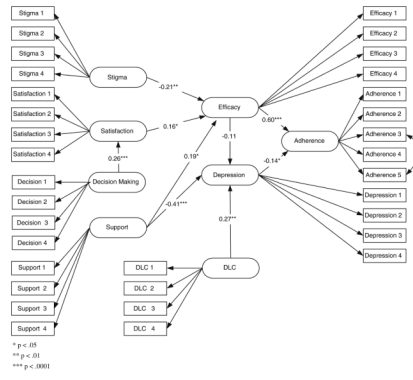 Stigma 1
Stigma 2
Stigma 3
Stigma 4
Satisfaction 1
Satisfaction 2
Satisfaction 3
Satisfaction 4
Decision 1
Decision 2
Decision 3
Decision 4
Support 1
Support 2
Support 3
Support 4
Stigma
Satisfaction
0.26***
Decision Making
Support
DLC 1
DLC 2
DLC 3
DLC 4
-0.21**
0.16*
0.19*
-0.41***
Efficacy
-0.11
Depression
0.27**
DLC
0.60***
-0.14*
Adherence
Efficacy 1
Efficacy 2
Efficacy 3
Efficacy 4
Adherence 1
Adherence 2
Adherence 3
Adherence 4
Adherence 5
Depression 1
Depression 2
Depression 3
Depression 4
* p < .05
** p < .01
*** p < .0001